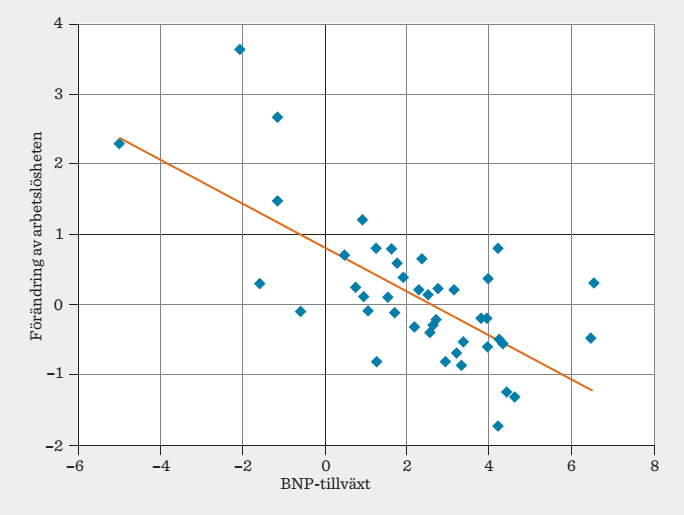 4
3
2
1
0
–1
–2
Förändring av arbetslösheten
–6 –4 –2 0 2 4 6 8
BNP-tillväxt